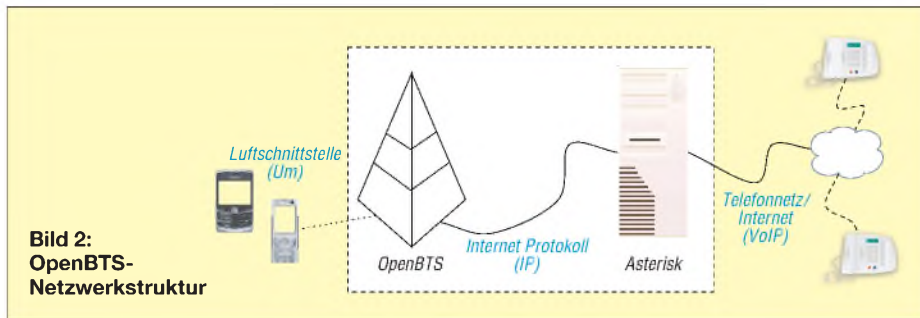 Luftschnittstelle
(Um)
Bild 2:
OpenBTS-
Netzwerkstruktur
OpenBTS
Internet Protokoll
(IP)
Asterisk
Telefonnetz/
Internet
(VoIP)